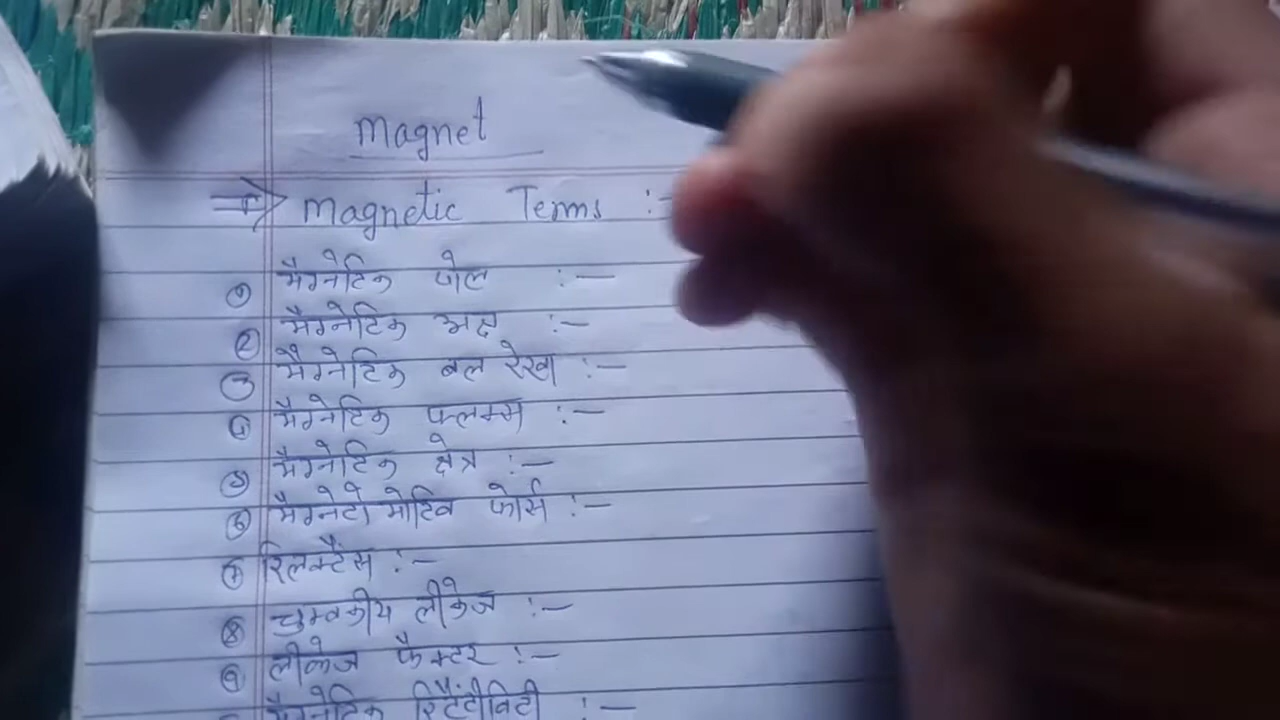 Magnet
⇒ Magnetic Terms :-
① मैग्नेटिक पोल :—
② मैग्नेटिक अक्ष :—
③ मैग्नेटिक बल रेखा :—
④ मैग्नेटिक फ्लक्स :—
⑤ मैग्नेटिक क्षेत्र :—
⑥ मैग्नेटो मोटिव फोर्स :—
⑦ रिलक्टैंस :—
⑧ चुम्बकीय लीकेज :—
⑨ लीकेज फैक्टर :—
मैग्नेटिक रिटैंटीविटी :—